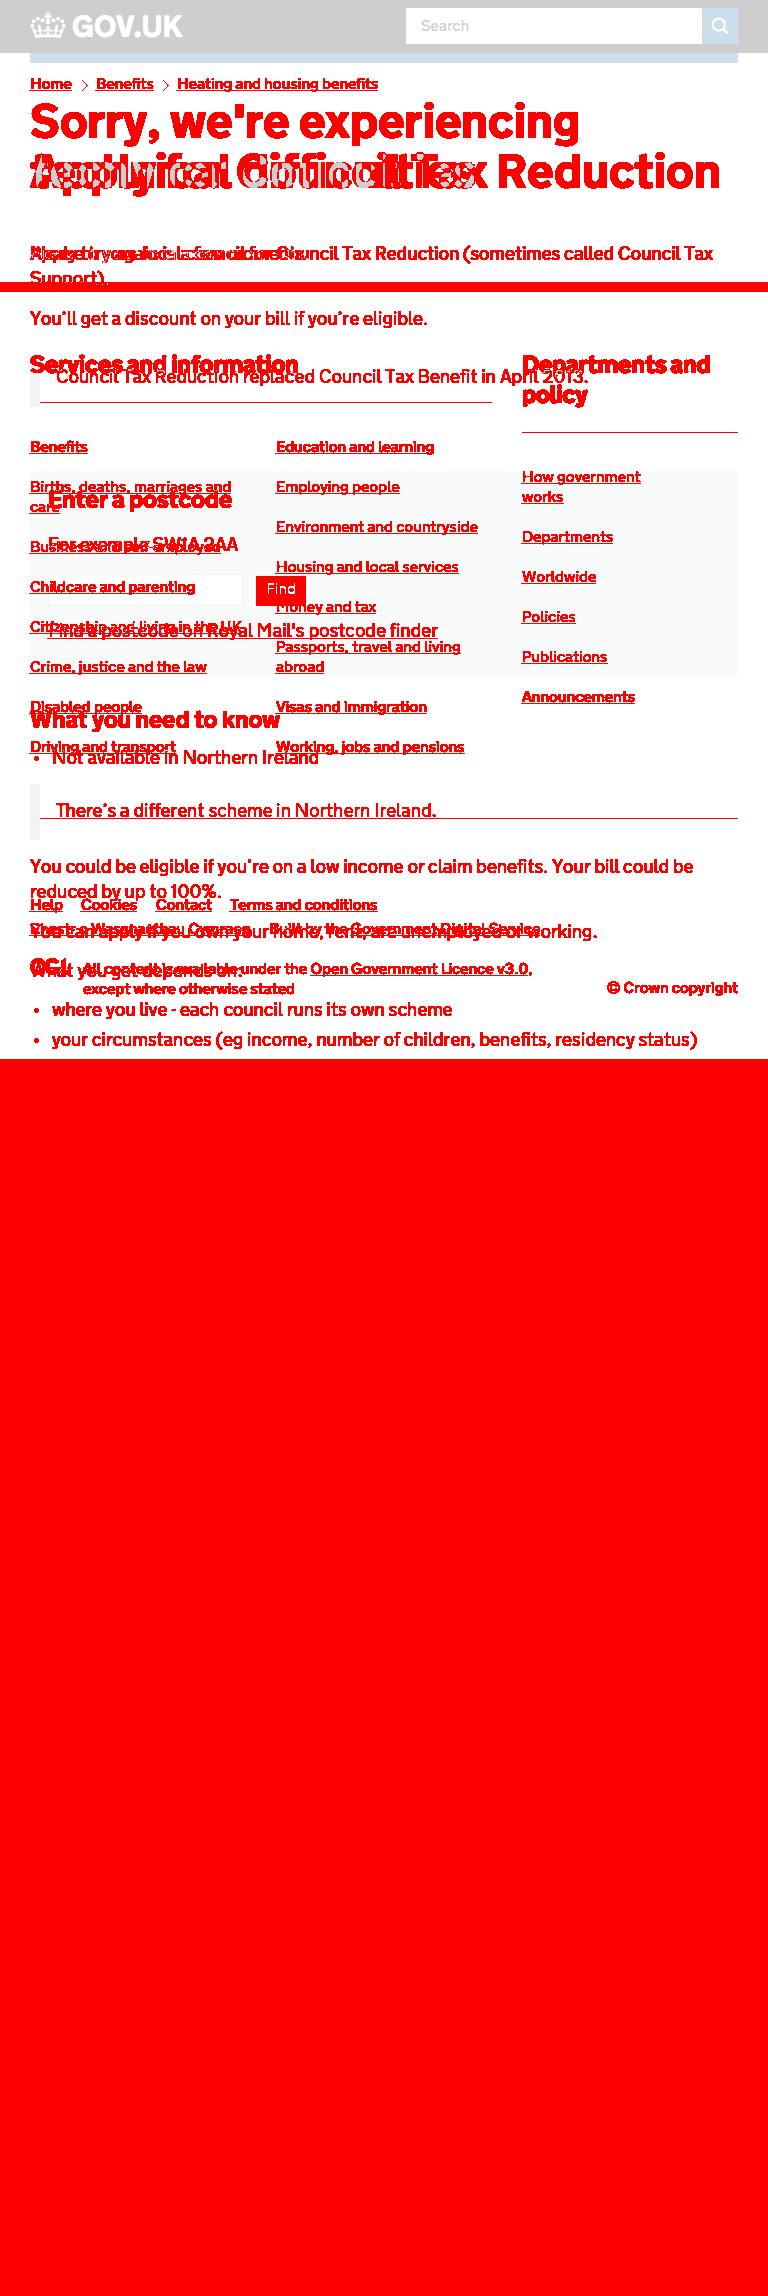 GOV.UK
Search
Home Benefits Heating and housing benefits
Sorry, we're experiencing
technical difficulties
Apply for Council Tax Reduction
Please try again in a few moments.
Apply to your local council for Council Tax Reduction (sometimes called Council Tax
Support).
You'll get a discount on your bill if you're eligible.
Services and information
Departments and
policy
Council Tax Reduction replaced Council Tax Benefit in April 2013.
Benefits
Education and learning
How government
works
Births, deaths, marriages and
care
Employing people
Enter a postcode
Environment and countryside
Departments
For example SW1A 2AA
Business and self-employed
Housing and local services
Worldwide
Childcare and parenting
Find
Money and tax
Policies
Citizenship and living in the UK
Find a postcode on Royal Mail's postcode finder
Passports, travel and living
abroad
Publications
Crime, justice and the law
Announcements
Disabled people
Visas and immigration
What you need to know
Driving and transport
Working, jobs and pensions
• Not available in Northern Ireland
There's a different scheme in Northern Ireland.
You could be eligible if you're on a low income or claim benefits. Your bill could be
reduced by up to 100%.
Help Cookies Contact Terms and conditions
Rhestr o Wasanaethau Cymraeg Built by the Government Digital Service
You can apply if you own your home, rent, are unemployed or working.
OGL
All content is available under the Open Government Licence v3.0,
except where otherwise stated
What you get depends on:
© Crown copyright
• where you live - each council runs its own scheme
• your circumstances (eg income, number of children, benefits, residency status)